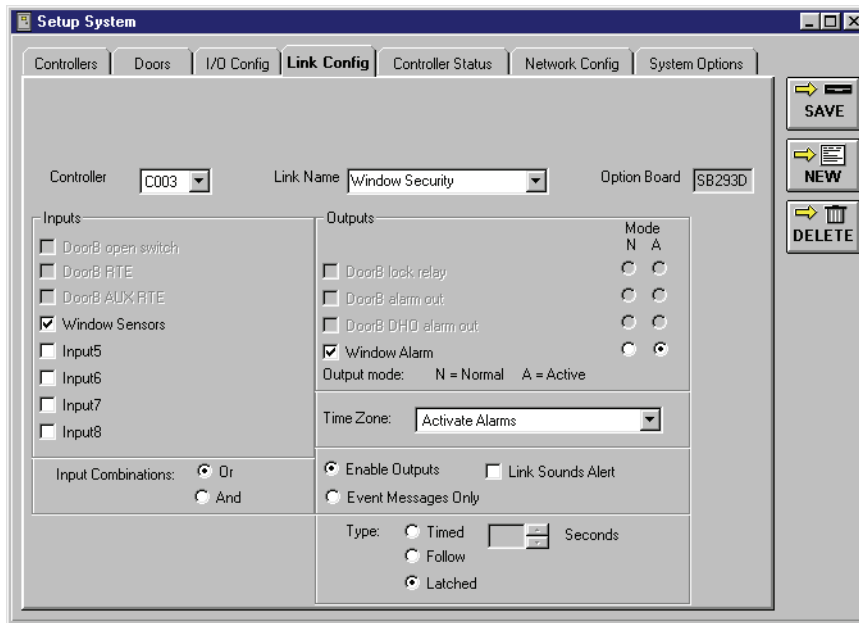 Setup System
Controllers Doors I/O Config Link Config Controller Status Network Config System Options
SAVE
NEW
DELETE
Controller C003 Link Name Window Security Option Board SB293D
Inputs
DoorB open switch
DoorB RTE
DoorB AUX RTE
Window Sensors
Input5
Input6
Input7
Input8
Input Combinations: Or
And
Outputs
Mode
N A
DoorB lock relay
DoorB alarm out
DoorB DHO alarm out
Window Alarm
Output mode: N = Normal A = Active
Time Zone: Activate Alarms
Enable Outputs Link Sounds Alert
Event Messages Only
Type: Timed Seconds
Follow
Latched